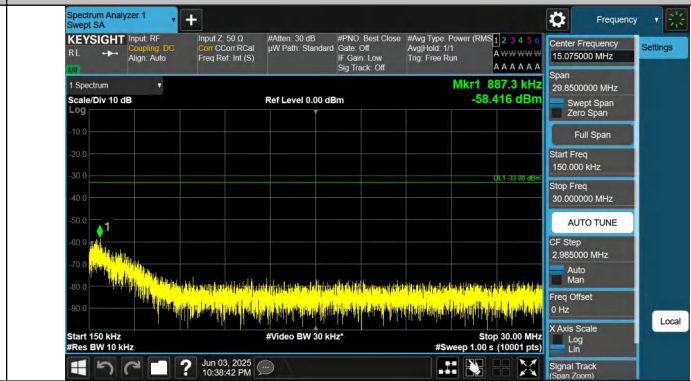 Spectrum Analyzer 1
Swept SA
Frequency
KEYSIGHT
RL
Input: RF
Coupling: DC
Align: Auto
Input Z: 50 Ω
Corr CCorr RCal
Freq Ref: Int (S)
#Atten: 30 dB
µW Path: Standard
#PNO: Best Close
Gate: Off
IF Gain: Low
Sig Track: Off
#Avg Type: Power (RMS
Avg|Hold: 1/1
Trig: Free Run
1 2 3 4 5 6
A W W W W W
A A A A A A
1 Spectrum
Scale/Div 10 dB
Ref Level 0.00 dBm
Mkr1 887.3 kHz
-58.416 dBm
Log
-10.0
-20.0
-30.0
-40.0
-50.0
-60.0
-70.0
-80.0
-90.0
DL1 -33.00 dBm
1
Start 150 kHz
#Video BW 30 kHz*
Stop 30.00 MHz
#Res BW 10 kHz
#Sweep 1.00 s (10001 pts)
Jun 03, 2025
10:38:42 PM
Center Frequency
15.075000 MHz
Settings
Span
29.8500000 MHz
Swept Span
Zero Span
Full Span
Start Freq
150.000 kHz
Stop Freq
30.000000 MHz
AUTO TUNE
CF Step
2.985000 MHz
Auto
Man
Freq Offset
0 Hz
X Axis Scale
Log
Lin
Local
Signal Track
(Span Zoom)